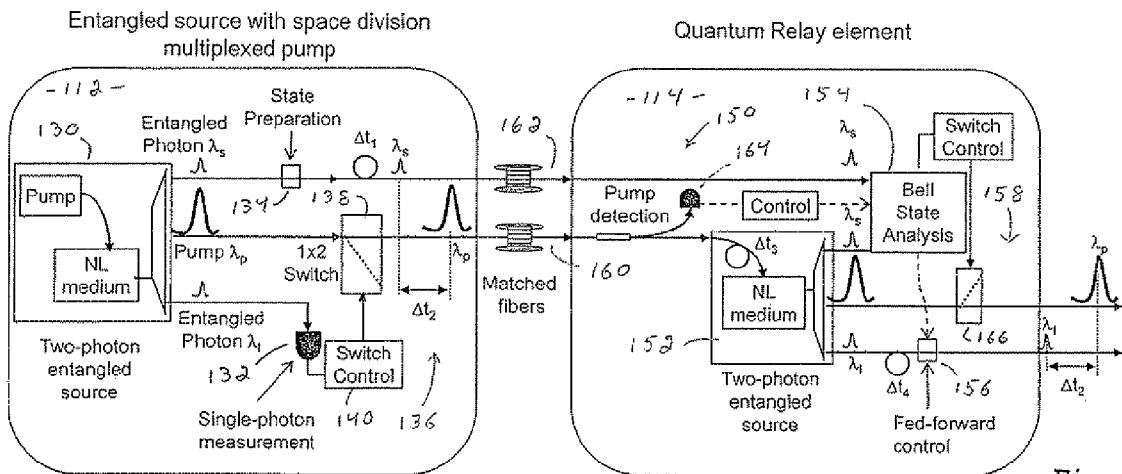 Entangled source with space division
multiplexed pump
Quantum Relay element
-112-
130
Entangled
Photon λs
State
Preparation
Δt1
λs
134
138
Pump
NL
medium
Pump λp
1x2
Switch
λp
Δt2
Entangled
Photon λI
Two-photon
entangled
source
132
Switch
Control
140
136
Single-photon
measurement
162
Matched
fibers
160
-114-
150
154
λs
164
Pump
detection
Control
λs
Switch
Control
Bell
State
Analysis
158
Δt3
NL
medium
152
λp
166
λI
Δt4
156
λI
Δt2
Two-photon
entangled
source
Fed-forward
control